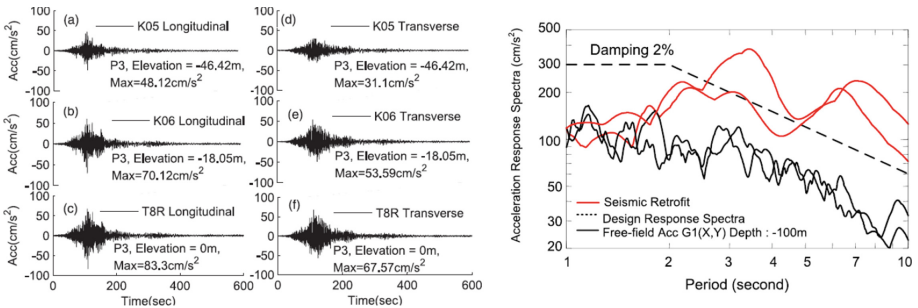 (a)
K05 Longitudinal
Acc(cm/s²)
100
50
0
-50
-100
P3, Elevation = -46.42m,
Max=48.12cm/s²
(b)
K06 Longitudinal
Acc(cm/s²)
100
50
0
-50
-100
P3, Elevation = -18.05m,
Max=70.12cm/s²
(c)
T8R Longitudinal
Acc(cm/s²)
100
50
0
-50
-100
P3, Elevation = 0m,
Max=83.3cm/s²
0 200 400 600
Time(sec)
(d)
K05 Transverse
100
50
0
-50
-100
P3, Elevation = -46.42m,
Max=31.1cm/s²
(e)
K06 Transverse
100
50
0
-50
-100
P3, Elevation = -18.05m,
Max=53.59cm/s²
(f)
T8R Transverse
100
50
0
-50
-100
P3, Elevation = 0m,
Max=67.57cm/s²
0 200 400 600
Time(sec)
Acceleration Response Spectra (cm/s²)
500
300
200
100
50
30
20
Damping 2%
Seismic Retrofit
Design Response Spectra
Free-field Acc G1(X,Y) Depth : -100m
1 2 3 4 5 7 10
Period (second)